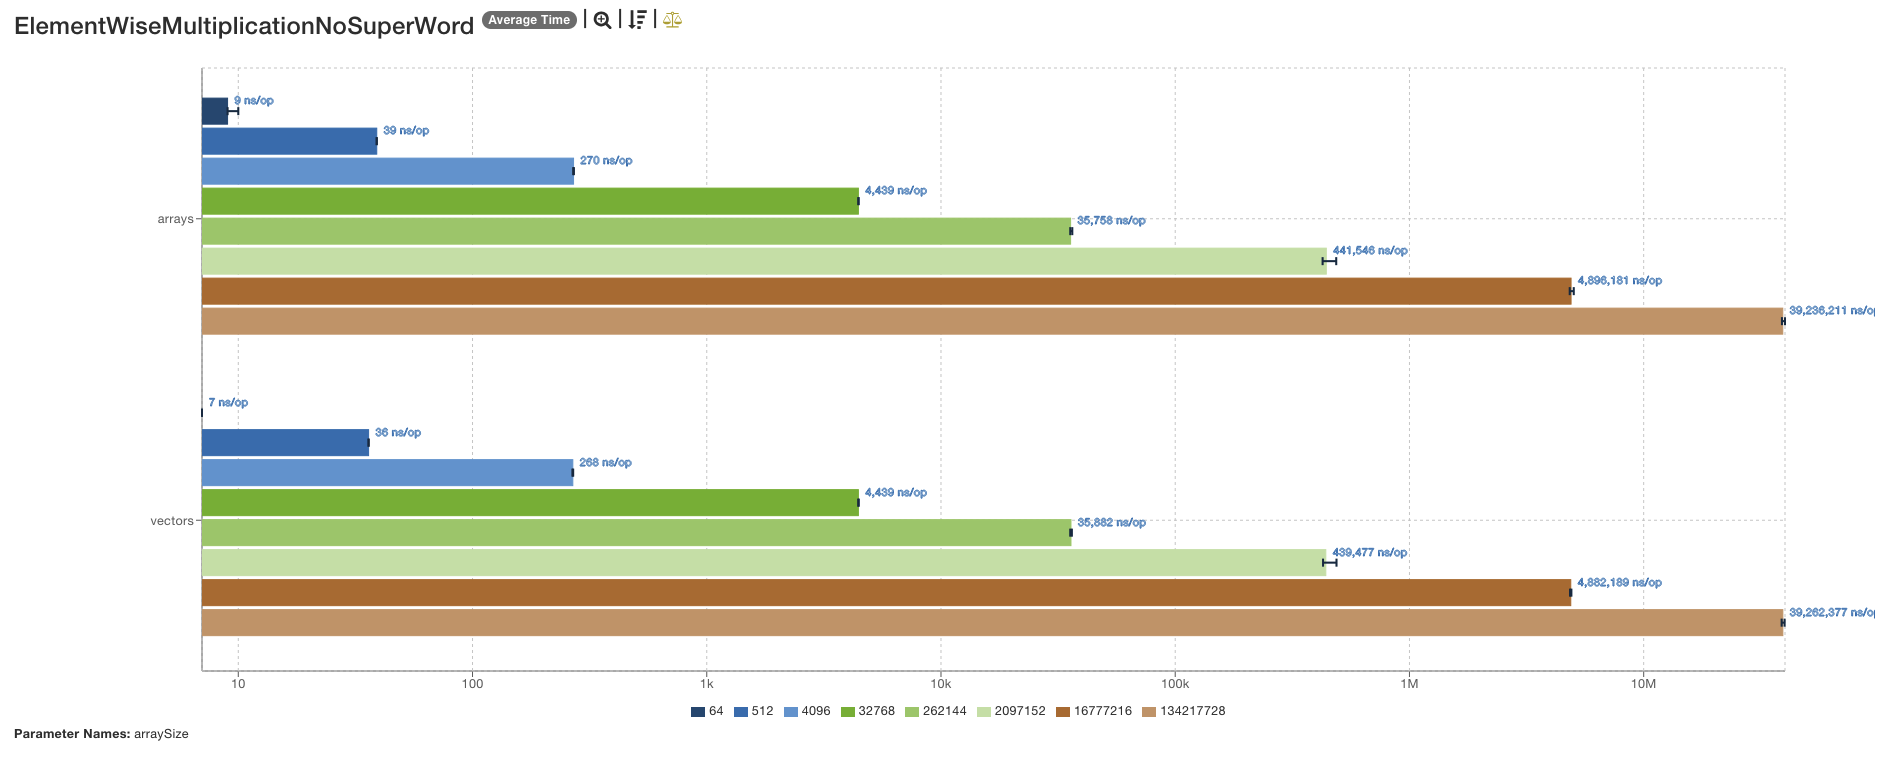 ElementWiseMultiplicationNoSuperWord Average Time
9 ns/op
39 ns/op
270 ns/op
4,439 ns/op
arrays
35,758 ns/op
441,546 ns/op
4,896,181 ns/op
39,236,211 ns/op
7 ns/op
36 ns/op
268 ns/op
4,439 ns/op
vectors
35,882 ns/op
439,477 ns/op
4,882,189 ns/op
39,262,377 ns/op
10 100 1k 10k 100k 1M 10M
64 512 4096 32768 262144 2097152 16777216 134217728
Parameter Names: arraySize